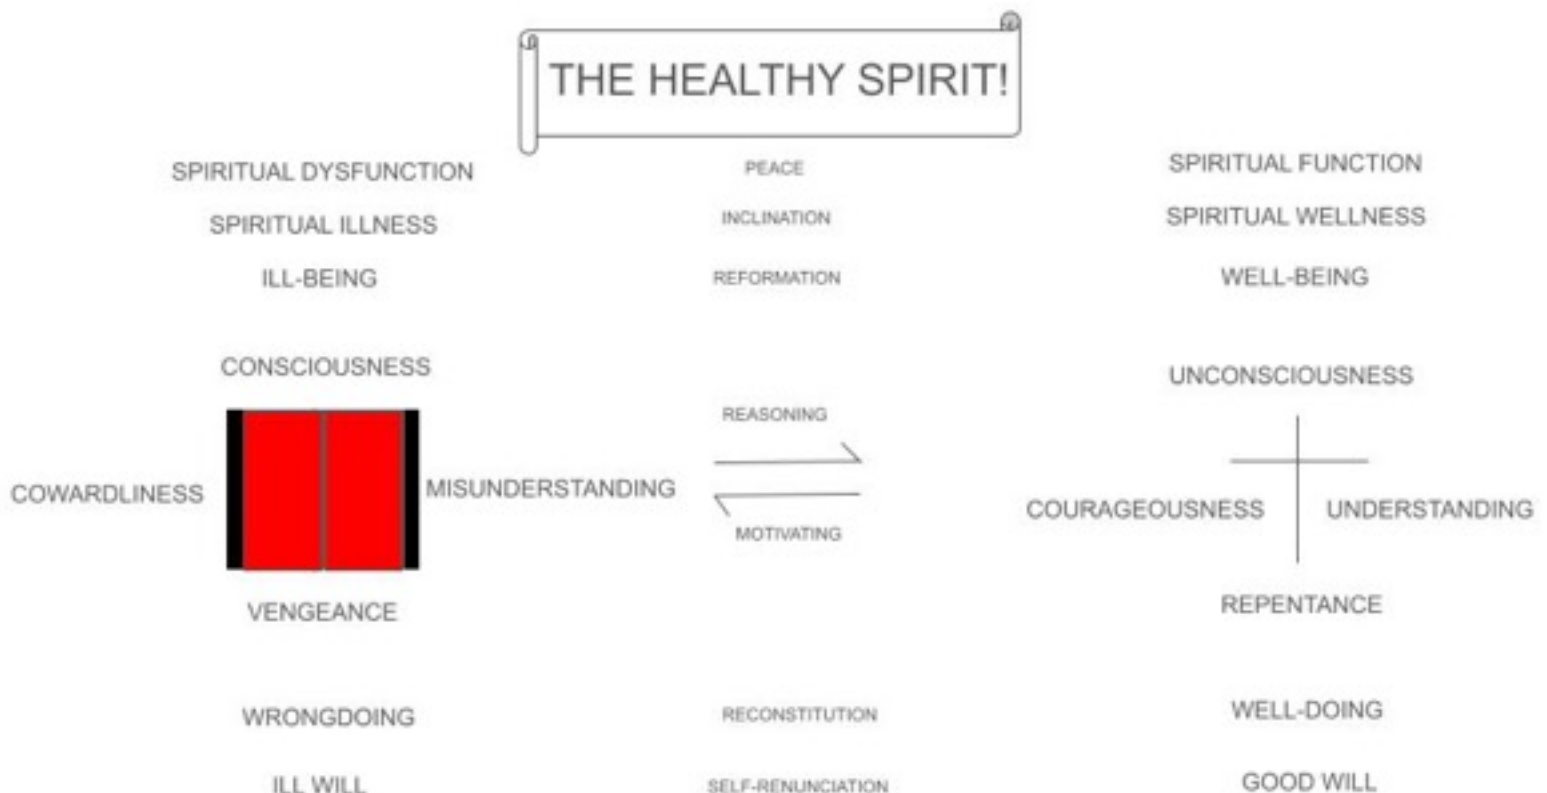 THE HEALTHY SPIRIT!
SPIRITUAL DYSFUNCTION PEACE SPIRITUAL FUNCTION
SPIRITUAL ILLNESS INCLINATION SPIRITUAL WELLNESS
ILL-BEING REFORMATION WELL-BEING
CONSCIOUSNESS UNCONSCIOUSNESS
REASONING
COWARDLINESS MISUNDERSTANDING COURAGEOUSNESS UNDERSTANDING
MOTIVATING
VENGEANCE REPENTANCE
WRONGDOING RECONSTITUTION WELL-DOING
ILL WILL SELF-RENUNCIATION GOOD WILL